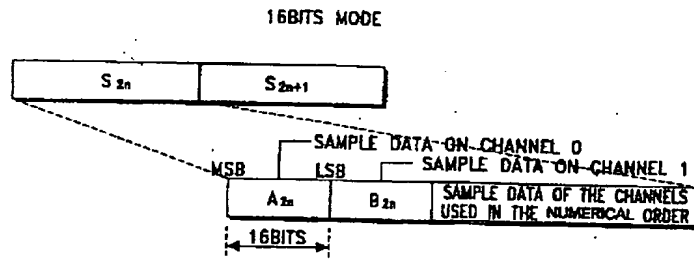 16BITS MODE
S2n S2n+1
SAMPLE DATA ON CHANNEL 0
SAMPLE DATA ON CHANNEL 1
MSB LSB
A2n B2n SAMPLE DATA OF THE CHANNELS
USED IN THE NUMERICAL ORDER
16BITS